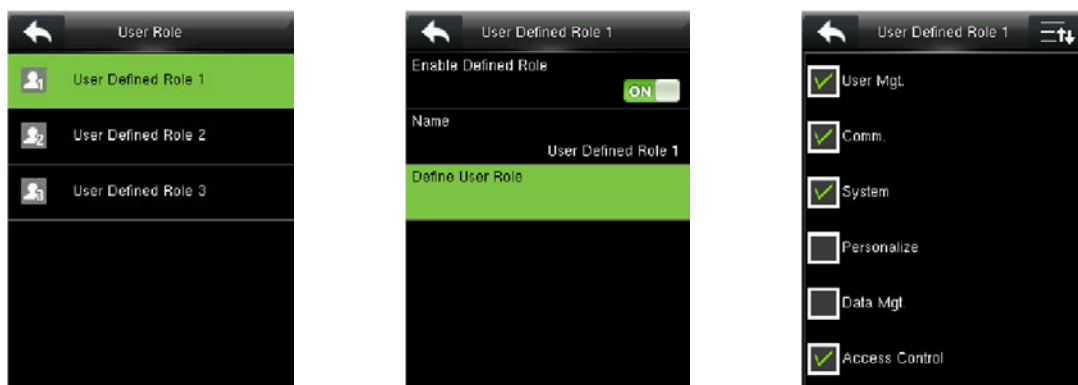 User Role
User Defined Role 1
User Defined Role 2
User Defined Role 3
User Defined Role 1
Enable Defined Role
ON
Name
User Defined Role 1
Define User Role
User Defined Role 1
User Mgt.
Comm.
System
Personalize
Data Mgt.
Access Control